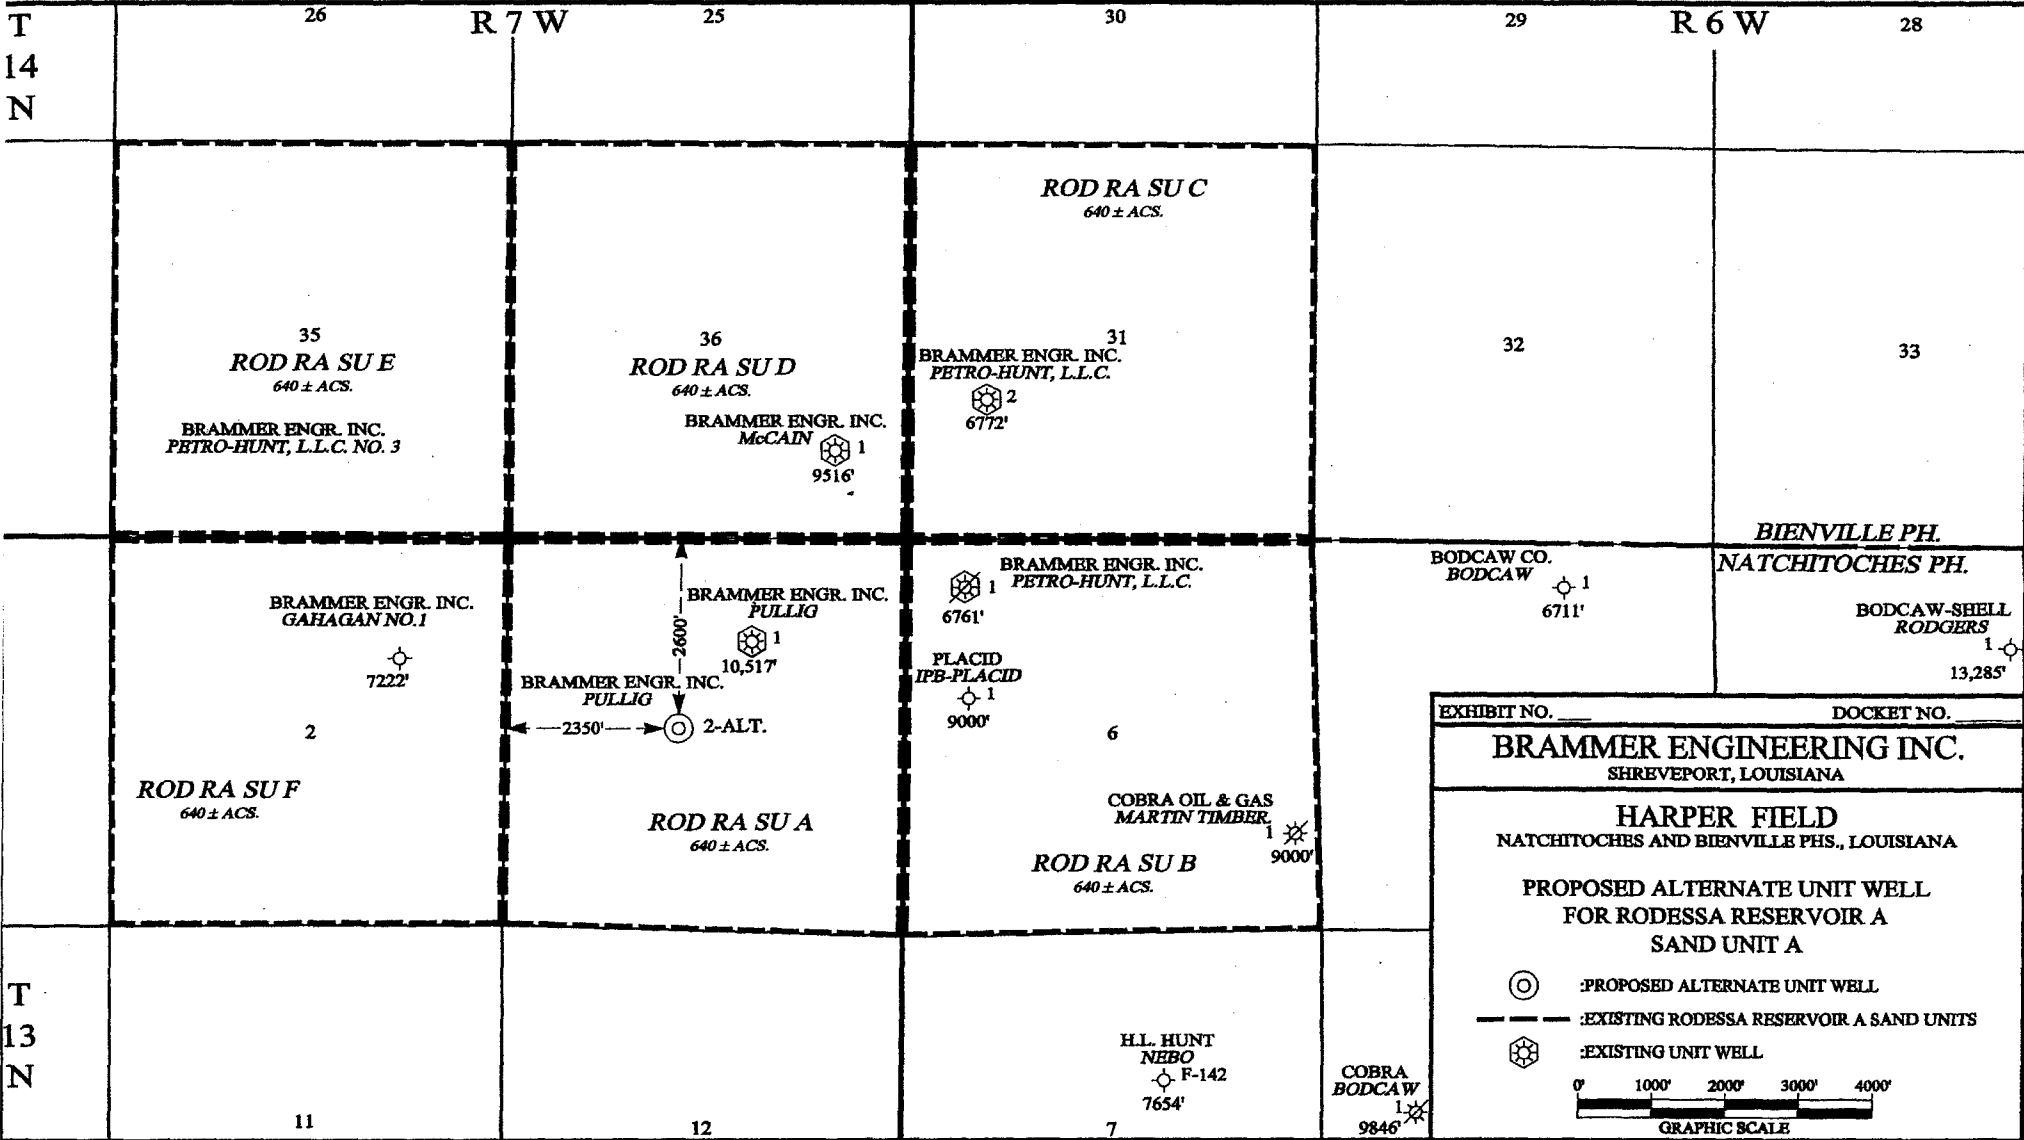 T
14
N
26
R 7 W
25
30
29
R 6 W
28
35
ROD RA SU E
640 ± ACS.
BRAMMER ENGR. INC.
PETRO-HUNT, L.L.C. NO. 3
36
ROD RA SU D
640 ± ACS.
BRAMMER ENGR. INC.
McCAIN
1
9516'
ROD RA SU C
640 ± ACS.
31
BRAMMER ENGR. INC.
PETRO-HUNT, L.L.C.
2
6772'
32
33
BIENVILLE PH.
NATCHITOCHES PH.
BRAMMER ENGR. INC.
GAHAGAN NO.1
7222'
2
ROD RA SU F
640 ± ACS.
2600'
BRAMMER ENGR. INC.
PULLIG
1
10,517'
BRAMMER ENGR. INC.
PULLIG
2350'
2-ALT.
ROD RA SU A
640 ± ACS.
BRAMMER ENGR. INC.
PETRO-HUNT, L.L.C.
1
6761'
PLACID
IPB-PLACID
1
9000'
6
COBRA OIL & GAS
MARTIN TIMBER
1
9000'
ROD RA SU B
640 ± ACS.
BODCAW CO.
BODCAW
1
6711'
BODCAW-SHELL
RODGERS
1
13,285'
T
13
N
11
12
H.L. HUNT
NEBO
F-142
7654'
7
COBRA
BODCAW
1
9846'
EXHIBIT NO. ___ DOCKET NO. ______
BRAMMER ENGINEERING INC.
SHREVEPORT, LOUISIANA
HARPER FIELD
NATCHITOCHES AND BIENVILLE PHS., LOUISIANA
PROPOSED ALTERNATE UNIT WELL
FOR RODESSA RESERVOIR A
SAND UNIT A
:PROPOSED ALTERNATE UNIT WELL
:EXISTING RODESSA RESERVOIR A SAND UNITS
:EXISTING UNIT WELL
0' 1000' 2000' 3000' 4000'
GRAPHIC SCALE